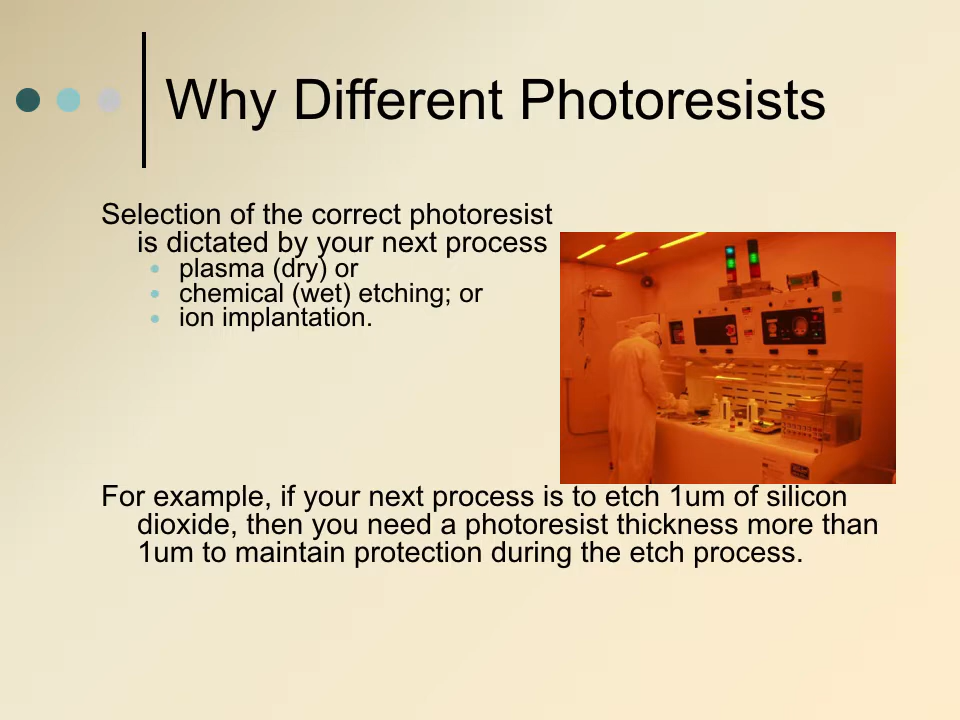 Why Different Photoresists
Selection of the correct photoresist
is dictated by your next process
• plasma (dry) or
• chemical (wet) etching; or
• ion implantation.
For example, if your next process is to etch 1um of silicon
dioxide, then you need a photoresist thickness more than
1um to maintain protection during the etch process.